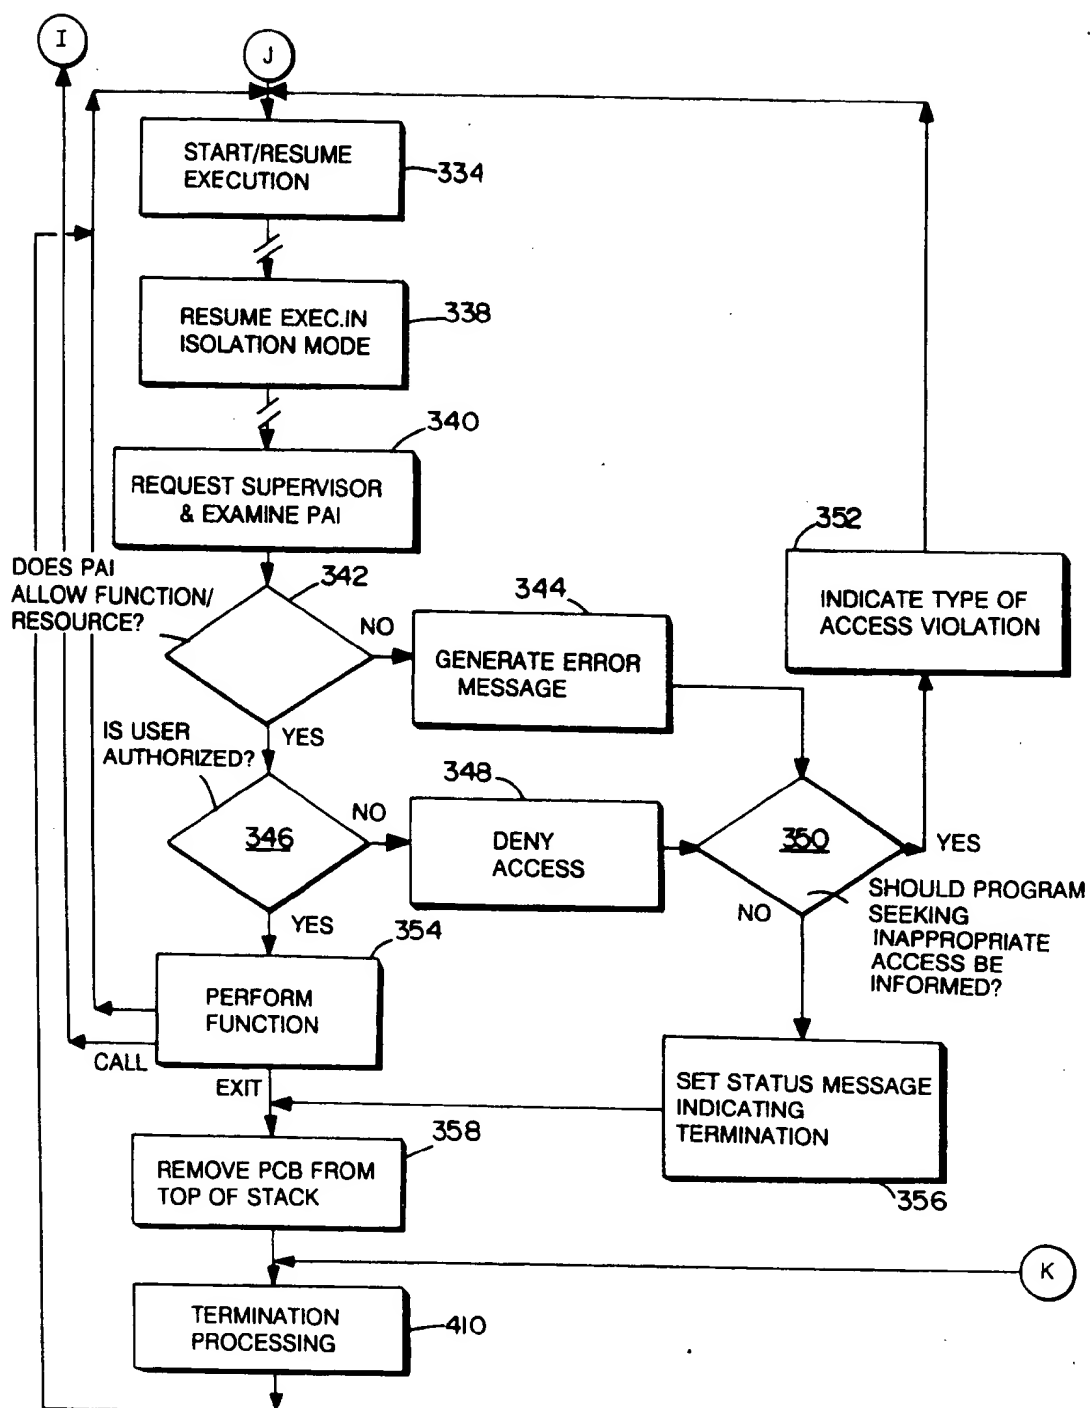 I
J
START/RESUME
EXECUTION
334
RESUME EXEC.IN
ISOLATION MODE
338
340
REQUEST SUPERVISOR
& EXAMINE PAI
352
INDICATE TYPE OF
ACCESS VIOLATION
DOES PAI
ALLOW FUNCTION/
RESOURCE?
342
NO
344
GENERATE ERROR
MESSAGE
YES
IS USER
AUTHORIZED?
346
NO
348
DENY
ACCESS
350
YES
SHOULD PROGRAM
SEEKING
INAPPROPRIATE
ACCESS BE
INFORMED?
NO
YES
354
PERFORM
FUNCTION
CALL
EXIT
SET STATUS MESSAGE
INDICATING
TERMINATION
356
358
REMOVE PCB FROM
TOP OF STACK
K
TERMINATION
PROCESSING
410